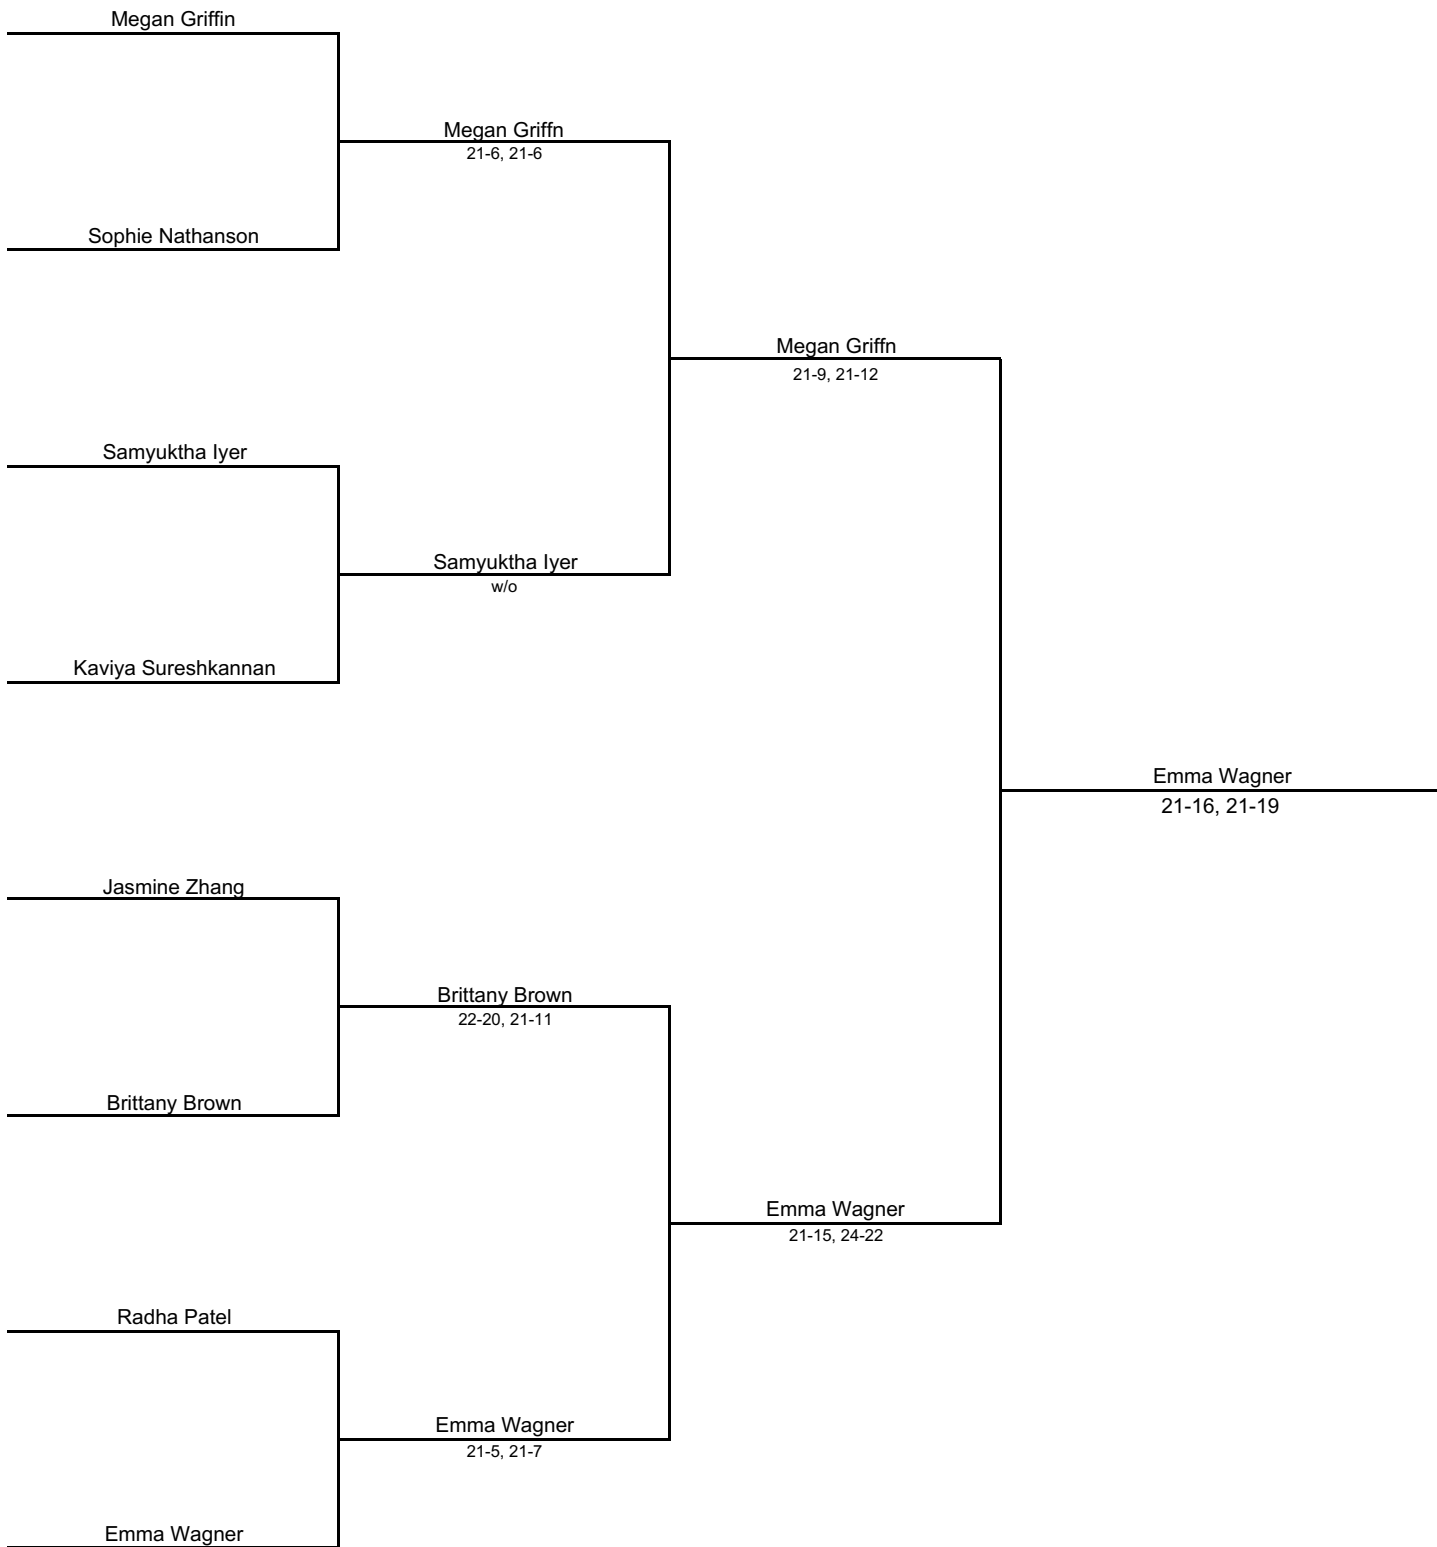 Megan Griffin
Megan Griffn
21-6, 21-6
Sophie Nathanson
Megan Griffn
21-9, 21-12
Samyuktha Iyer
Samyuktha Iyer
w/o
Kaviya Sureshkannan
Emma Wagner
21-16, 21-19
Jasmine Zhang
Brittany Brown
22-20, 21-11
Brittany Brown
Emma Wagner
21-15, 24-22
Radha Patel
Emma Wagner
21-5, 21-7
Emma Wagner